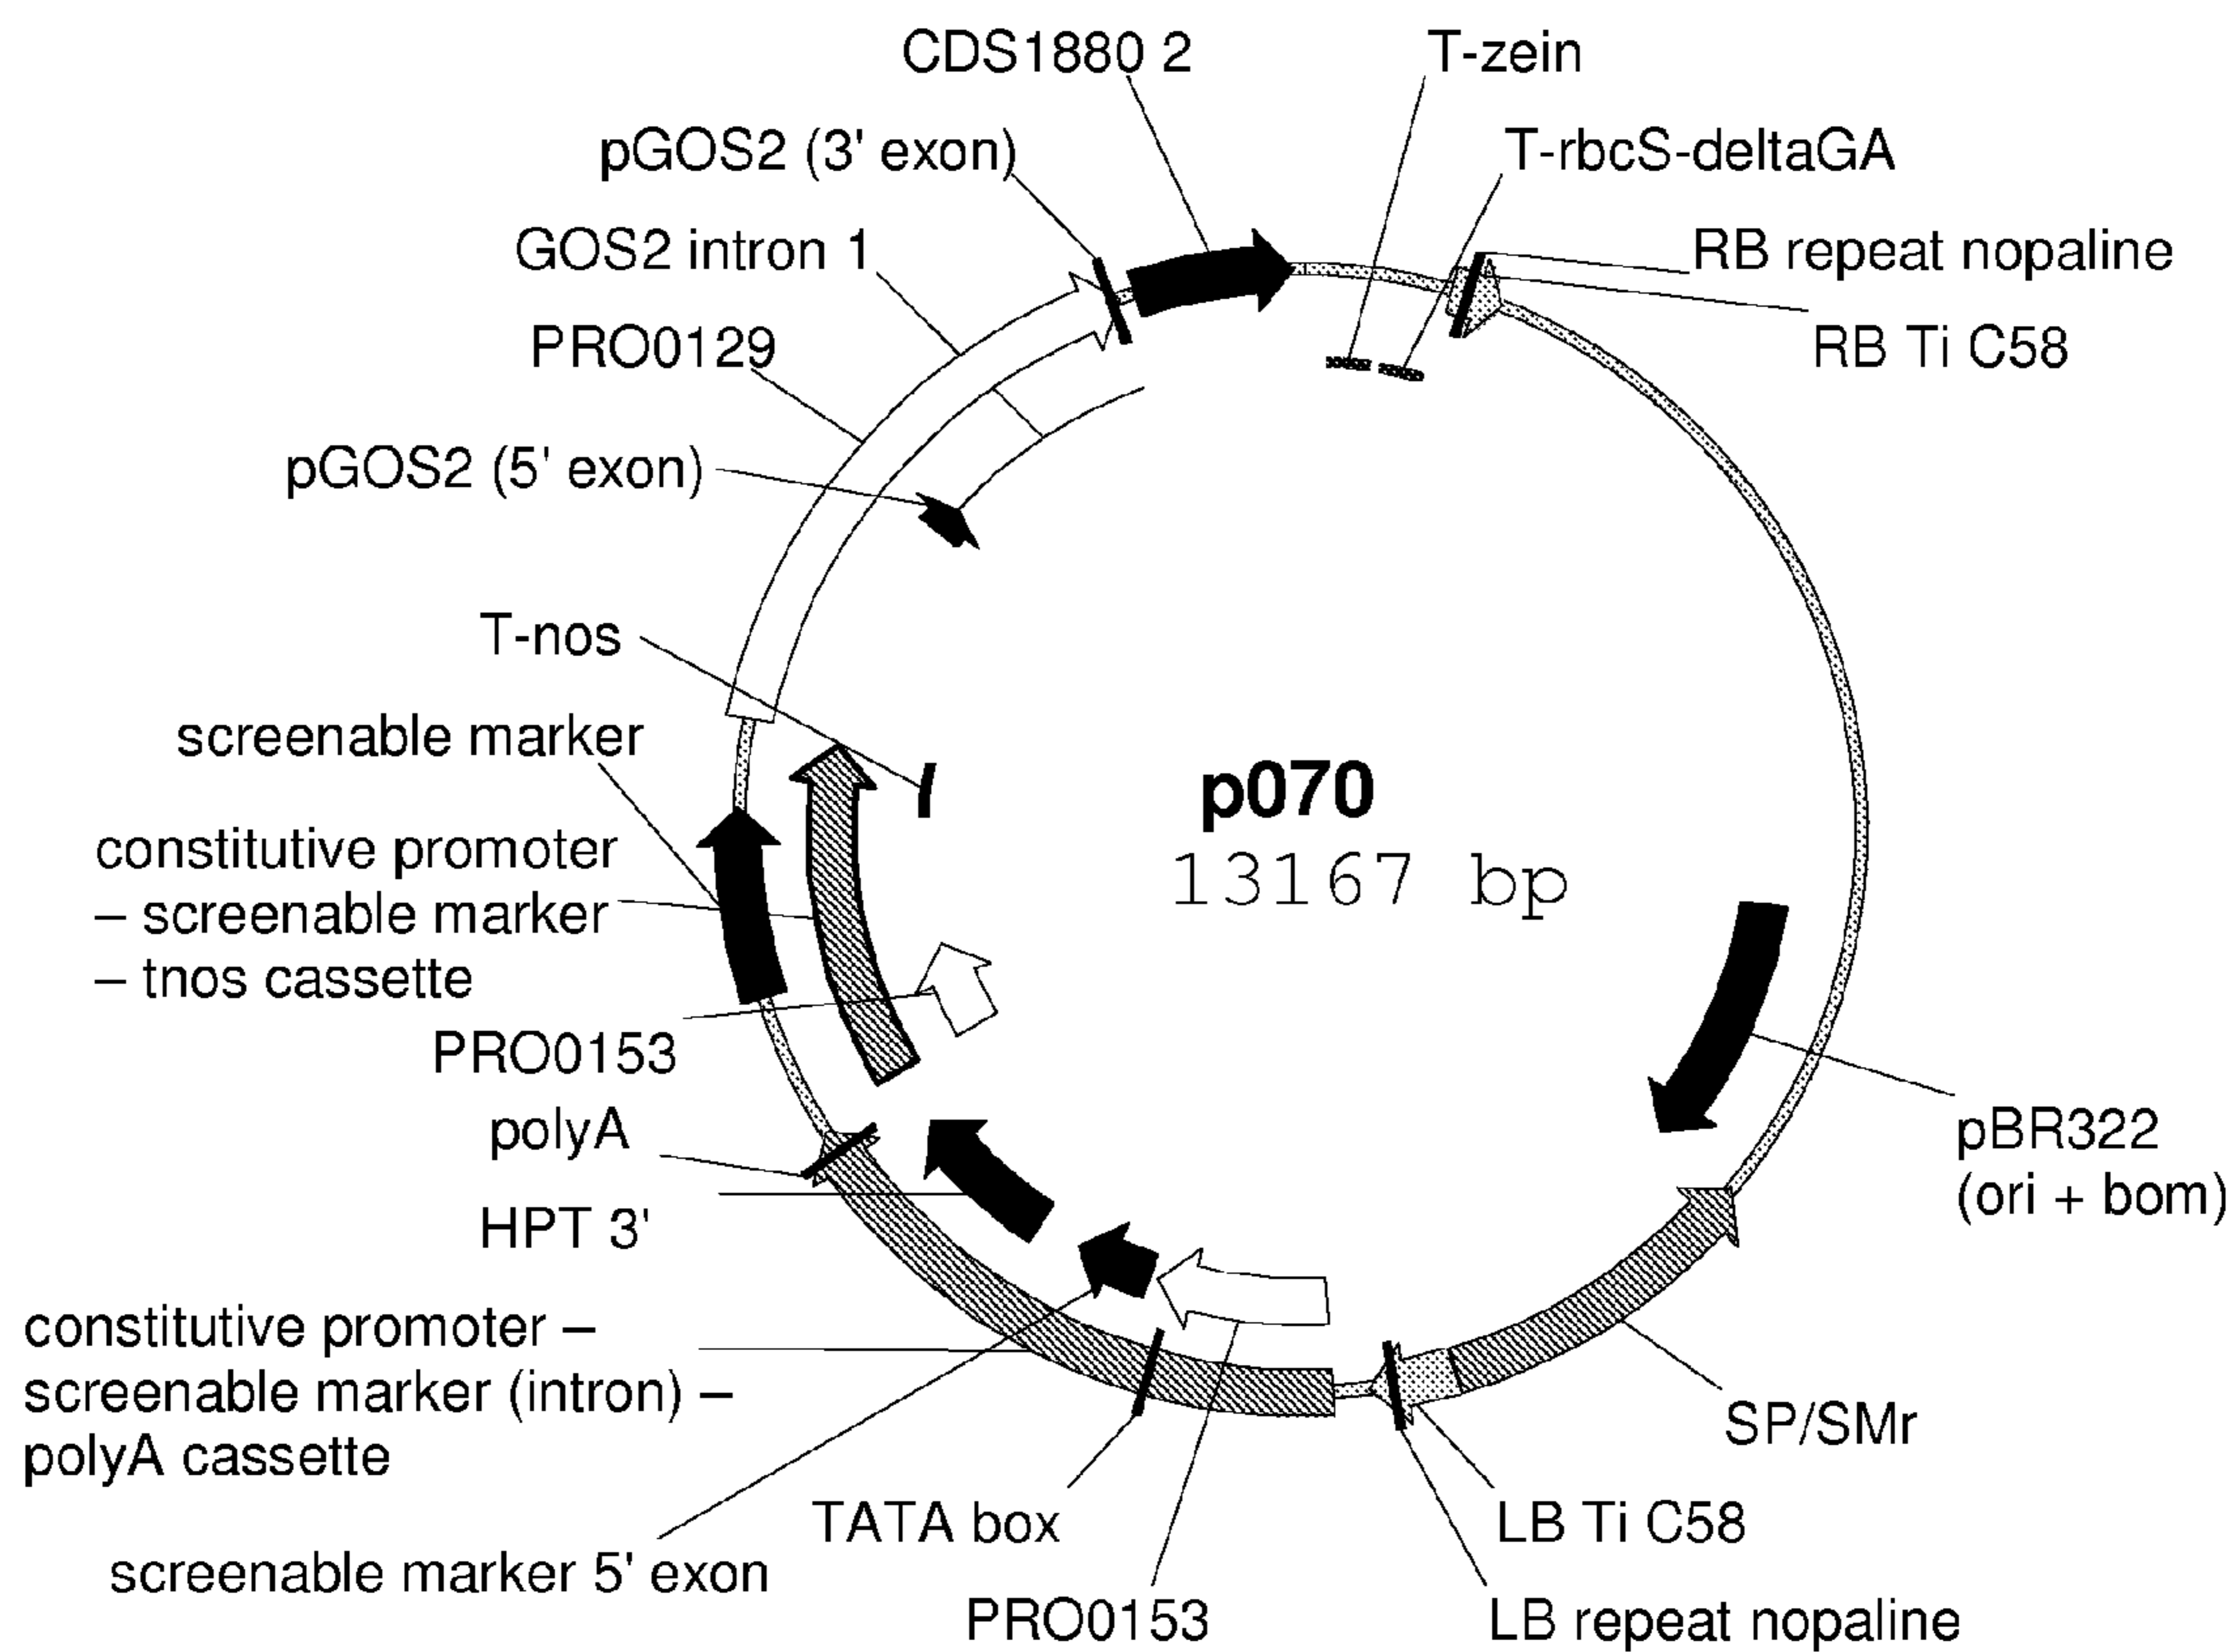 CDS1880 2
T-zein
pGOS2 (3' exon)
T-rbcS-deltaGA
GOS2 intron 1
RB repeat nopaline
PRO0129
RB Ti C58
pGOS2 (5' exon)
T-nos
screenable marker
p070
13167 bp
constitutive promoter
– screenable marker
– tnos cassette
PRO0153
polyA
pBR322
(ori + bom)
HPT 3'
constitutive promoter –
screenable marker (intron) –
polyA cassette
SP/SMr
TATA box
LB Ti C58
screenable marker 5' exon
PRO0153
LB repeat nopaline